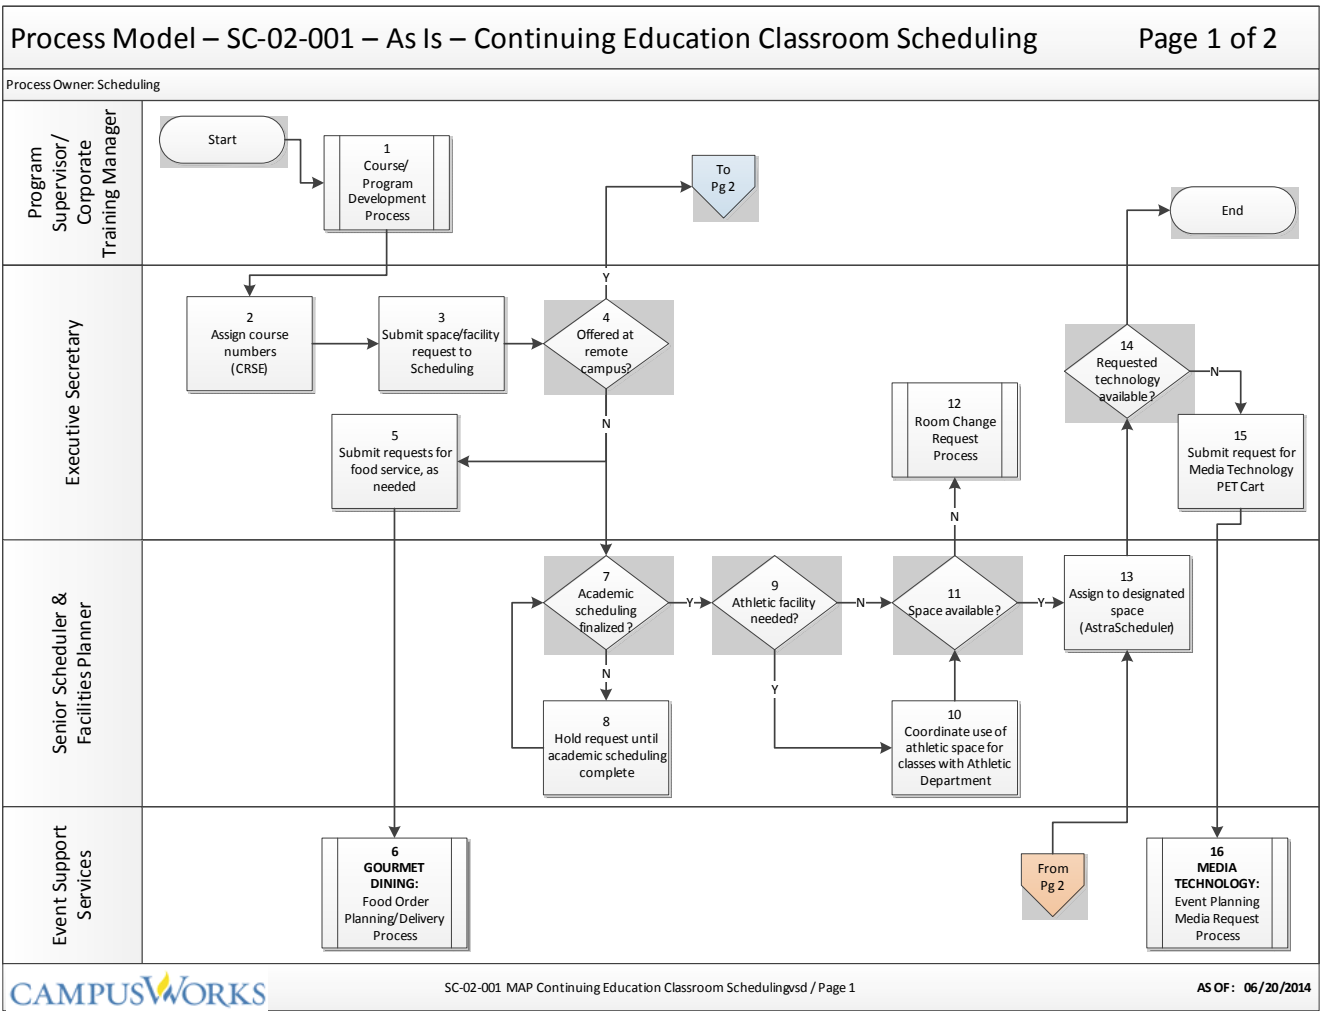 Process Model – SC-02-001 – As Is – Continuing Education Classroom Scheduling
Page 1 of 2
Process Owner: Scheduling
Program
Supervisor/
Corporate
Training Manager
Start
1
Course/
Program
Development
Process
To
Pg 2
End
Executive Secretary
2
Assign course
numbers
(CRSE)
3
Submit space/facility
request to
Scheduling
Y
4
Offered at
remote
campus?
N
5
Submit requests for
food service, as
needed
12
Room Change
Request
Process
N
14
Requested
technology
available?
N
15
Submit request for
Media Technology
PET Cart
Senior Scheduler &
Facilities Planner
7
Academic
scheduling
finalized?
Y
N
8
Hold request until
academic scheduling
complete
9
Athletic facility
needed?
N
Y
10
Coordinate use of
athletic space for
classes with Athletic
Department
11
Space available?
Y
13
Assign to designated
space
(AstraScheduler)
Event Support
Services
6
GOURMET
DINING:
Food Order
Planning/Delivery
Process
From
Pg 2
16
MEDIA
TECHNOLOGY:
Event Planning
Media Request
Process
CAMPUSWORKS
SC-02-001 MAP Continuing Education Classroom Schedulingvsd / Page 1
AS OF: 06/20/2014